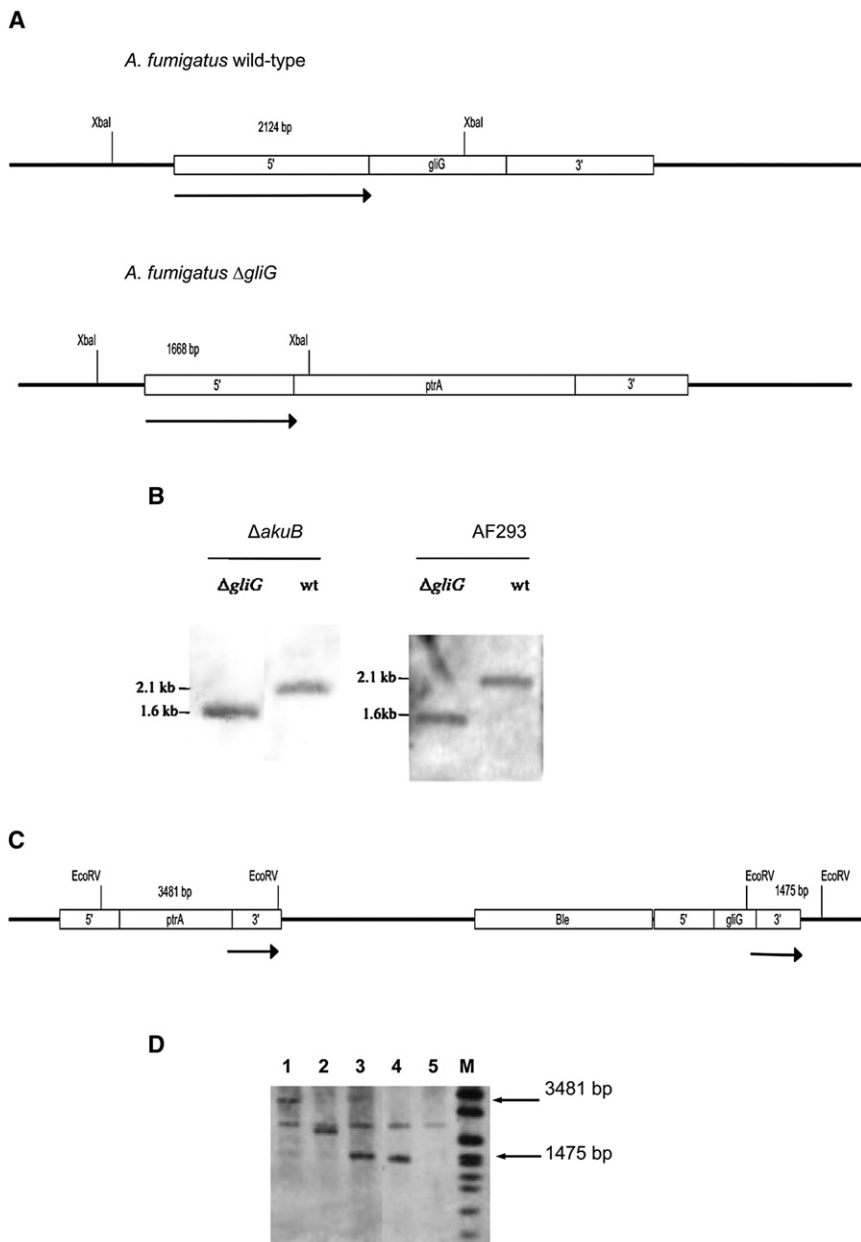 A
A. fumigatus wild-type
XbaI 2124 bp XbaI
5' gliG 3'
A. fumigatus ΔgliG
XbaI 1668 bp XbaI
5' ptrA 3'
B
ΔakuB AF293
ΔgliG wt ΔgliG wt
2.1 kb 2.1 kb
1.6 kb 1.6kb
C
EcoRV 3481 bp EcoRV EcoRV 1475 bp EcoRV
5' ptrA 3' Ble 5' gliG 3'
D
1 2 3 4 5 M
3481 bp
1475 bp